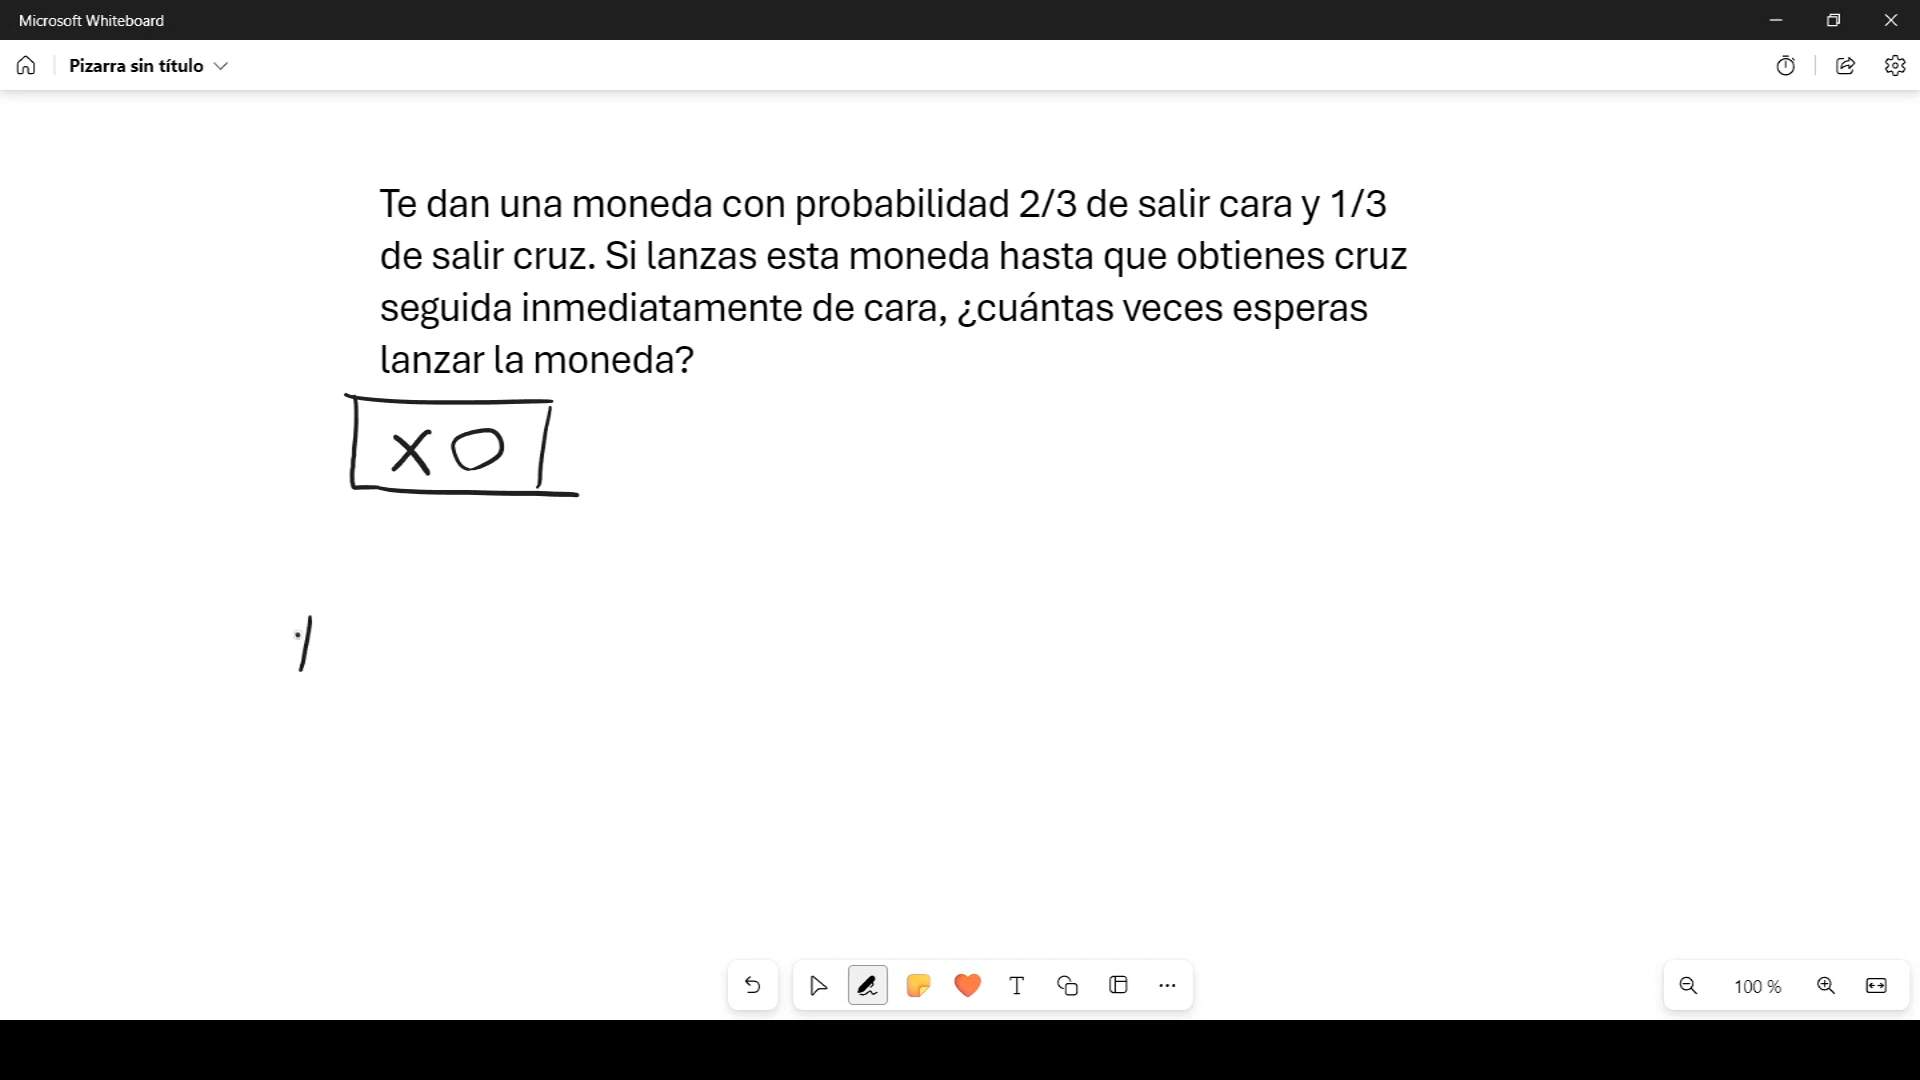 Microsoft Whiteboard
Pizarra sin título
Te dan una moneda con probabilidad 2/3 de salir cara y 1/3
de salir cruz. Si lanzas esta moneda hasta que obtienes cruz
seguida inmediatamente de cara, ¿cuántas veces esperas
lanzar la moneda?
X O
100 %